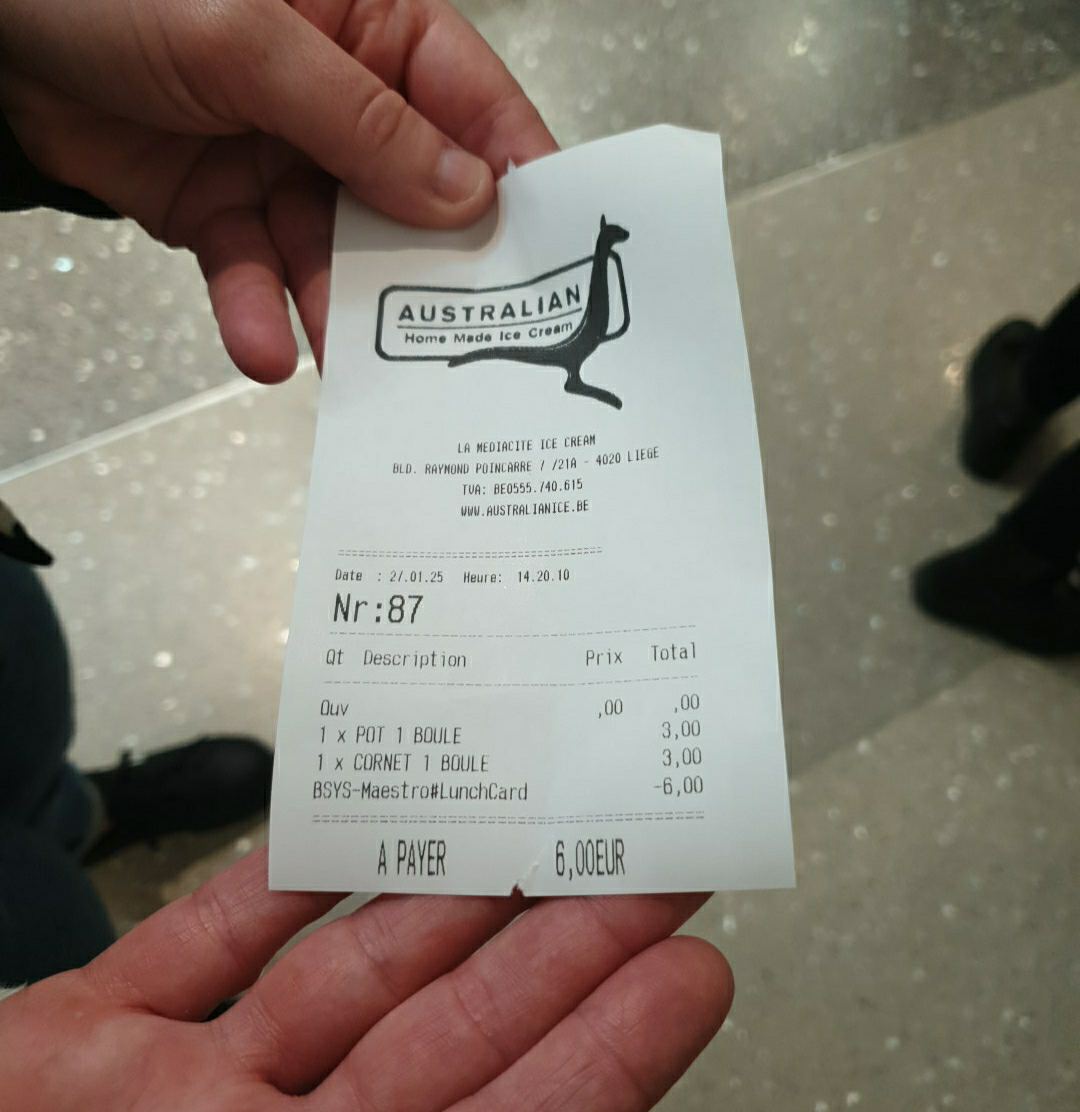 AUSTRALIAN
Home Made Ice Cream
LA MEDIACITE ICE CREAM
BLD. RAYMOND POINCARRE / /21A - 4020 LIEGE
TVA: BE0555./40.615
WWW.AUSTRALIANICE.BE
Date : 2/.01.25 Heure: 14.20.10
Nr:87
Qt Description Prix Total
Ouv ,00 ,00
1 x POT 1 BOULE 3,00
1 x CORNET 1 BOULE 3,00
BSYS-Maestro#LunchCard -6,00
A PAYER 6,00EUR